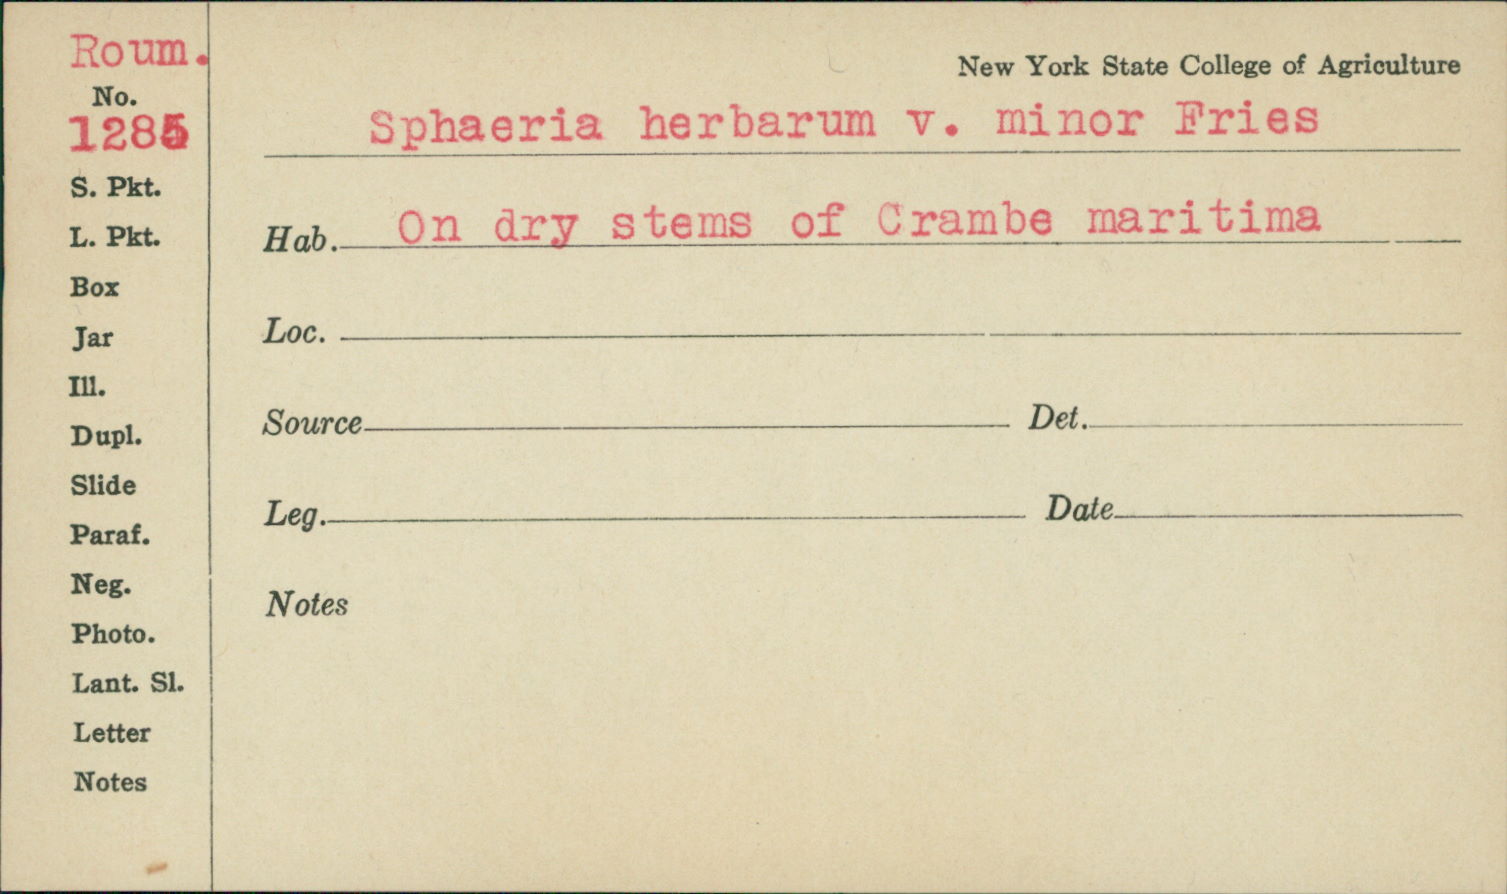 Roum.
No.
1285
S. Pkt.
L. Pkt.
Box
Jar
Ill.
Dupl.
Slide
Paraf.
Neg.
Photo.
Lant. Sl.
Letter
Notes
New York State College of Agriculture
Sphaeria herbarum v. minor Fries
Hab. On dry stems of Crambe maritima
Loc.
Source Det.
Leg. Date
Notes